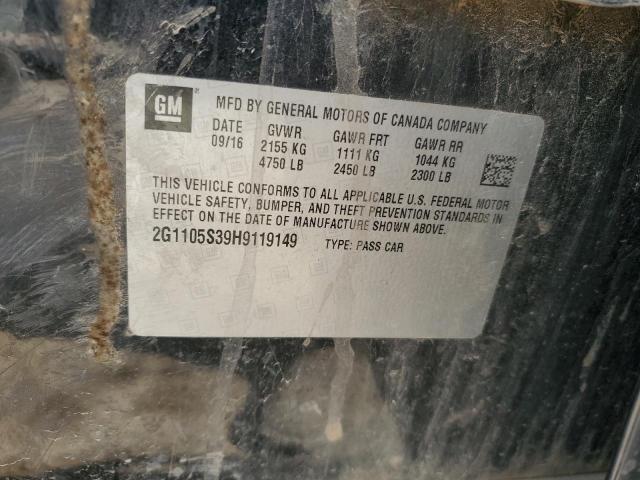 GM ®
MFD BY GENERAL MOTORS OF CANADA COMPANY
DATE GVWR GAWR FRT GAWR RR
09/16 2155 KG 1111 KG 1044 KG
4750 LB 2450 LB 2300 LB
THIS VEHICLE CONFORMS TO ALL APPLICABLE U.S. FEDERAL MOTOR
VEHICLE SAFETY, BUMPER, AND THEFT PREVENTION STANDARDS IN
EFFECT ON THE DATE OF MANUFACTURE SHOWN ABOVE.
2G1105S39H9119149 TYPE: PASS CAR